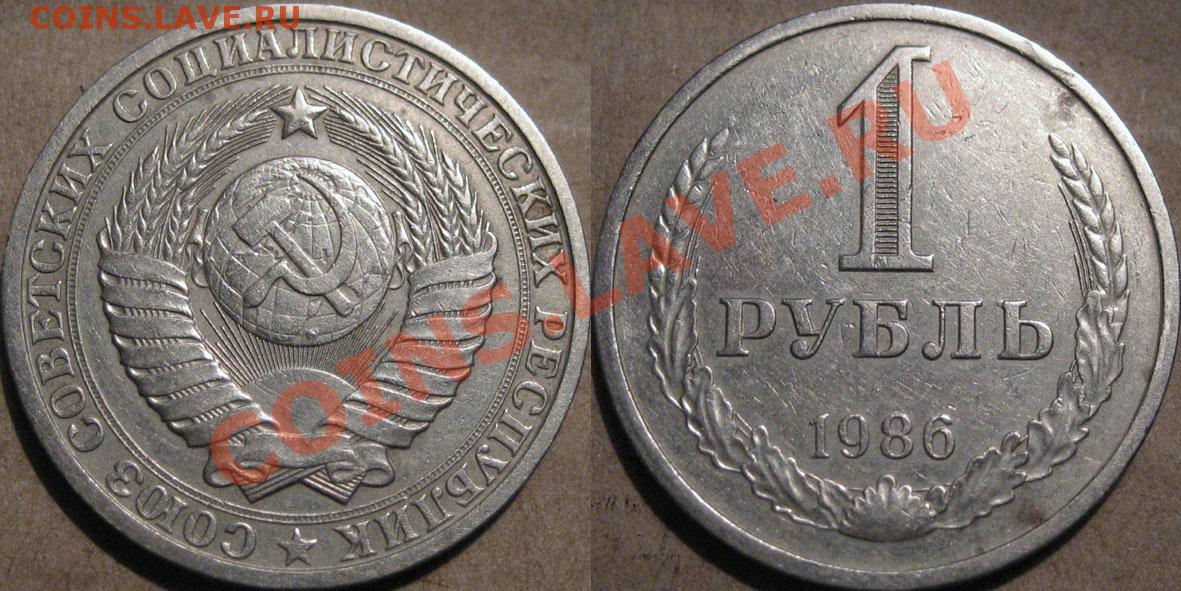 COINS.LAVE.RU
СОЮЗ СОВЕТСКИХ СОЦИАЛИСТИЧЕСКИХ РЕСПУБЛИК
1
РУБЛЬ
1986
COINS.LAVE.RU